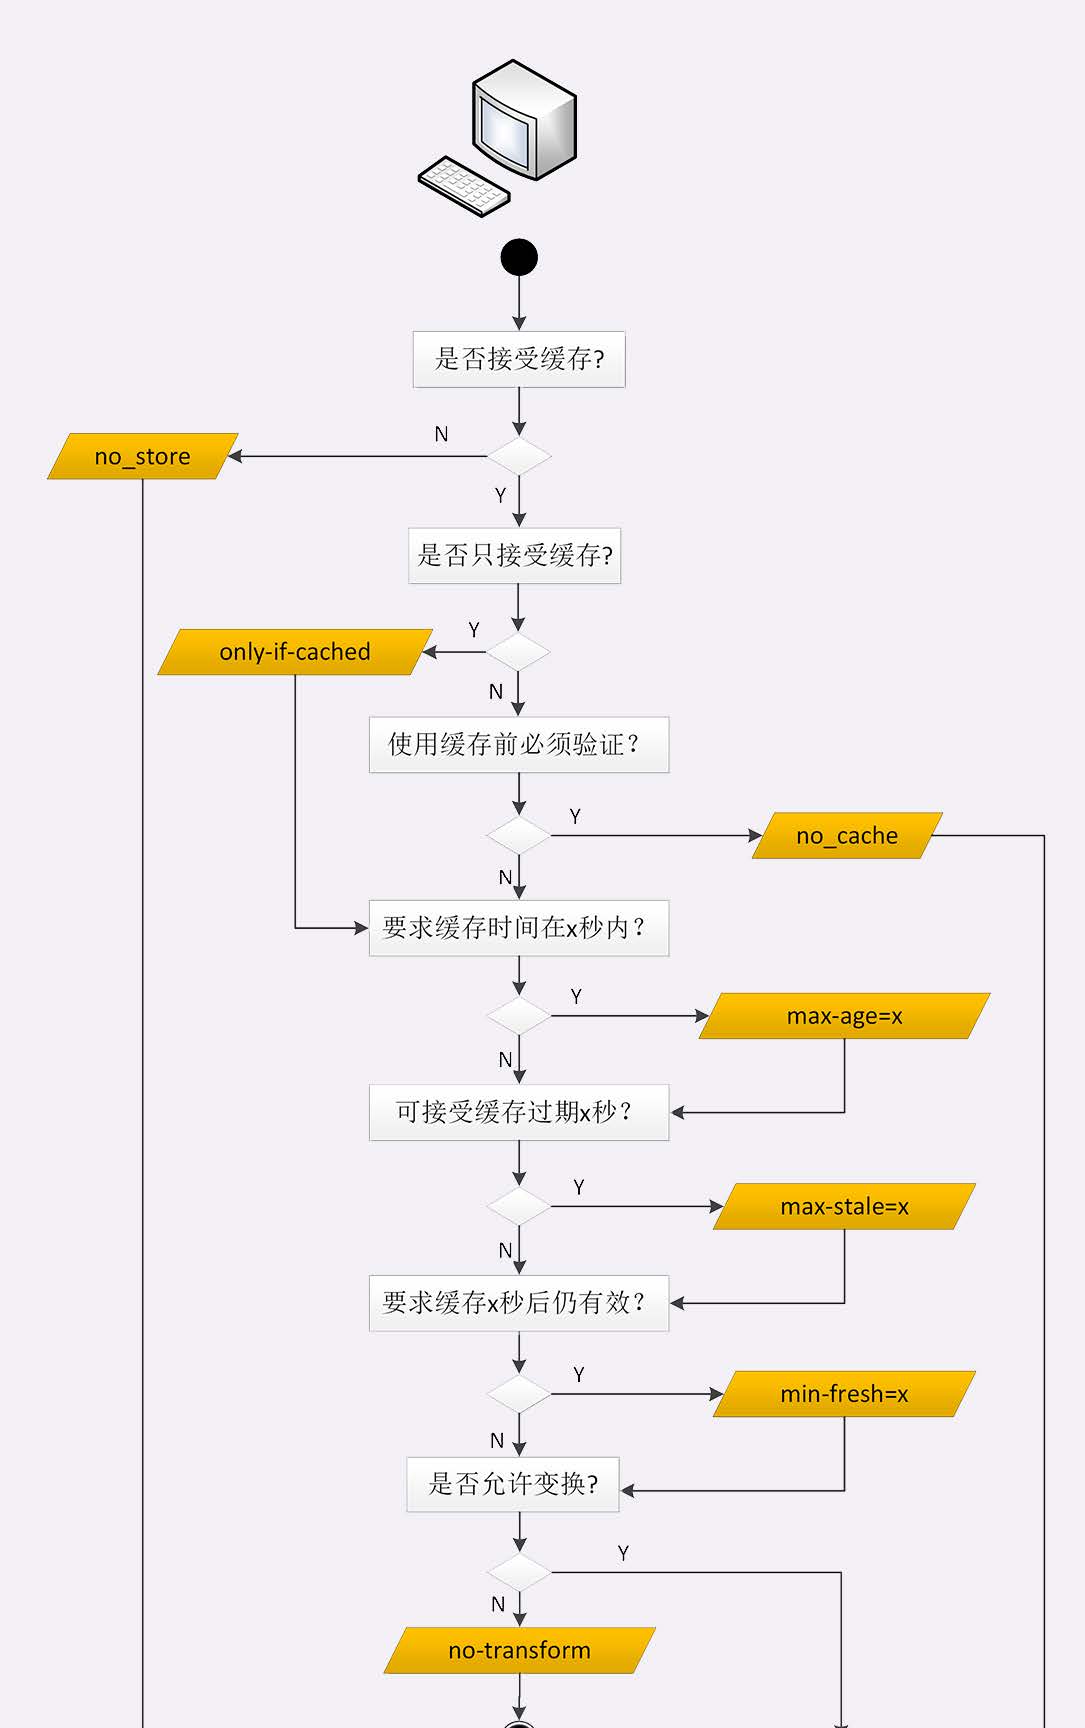 是否接受缓存?
N
no_store
Y
是否只接受缓存?
Y
only-if-cached
N
使用缓存前必须验证？
Y
no_cache
N
要求缓存时间在x秒内？
Y
max-age=x
N
可接受缓存过期x秒？
Y
max-stale=x
N
要求缓存x秒后仍有效？
Y
min-fresh=x
N
是否允许变换?
Y
N
no-transform